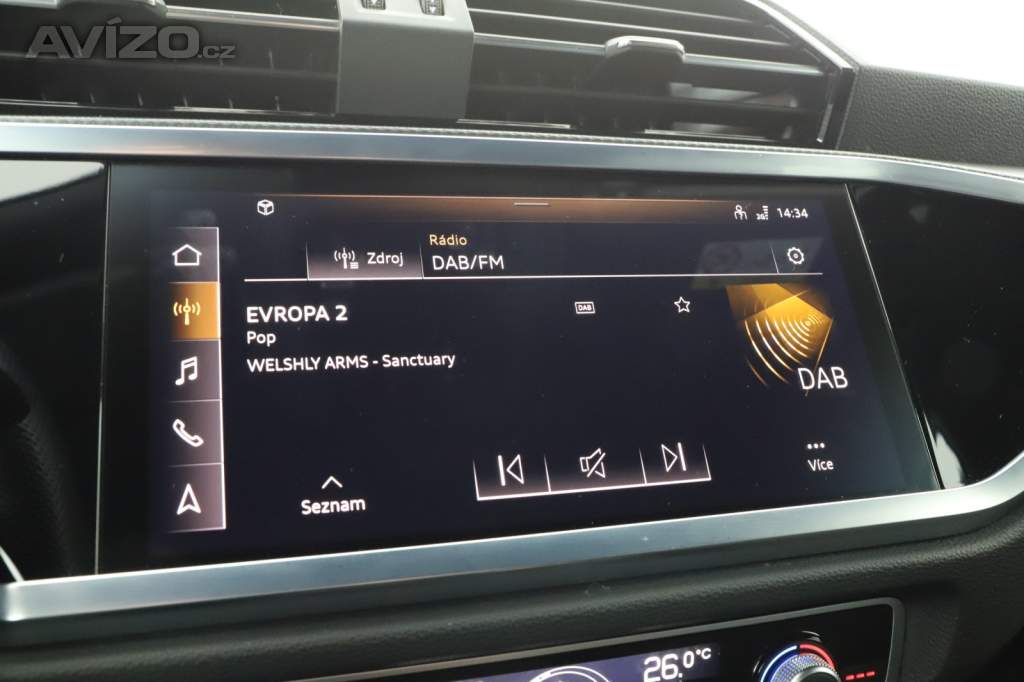 AVÍZO.cz
3G 14:34
Rádio
Zdroj DAB/FM
EVROPA 2 DAB
Pop
WELSHLY ARMS - Sanctuary
DAB
Seznam Více
26.0°C